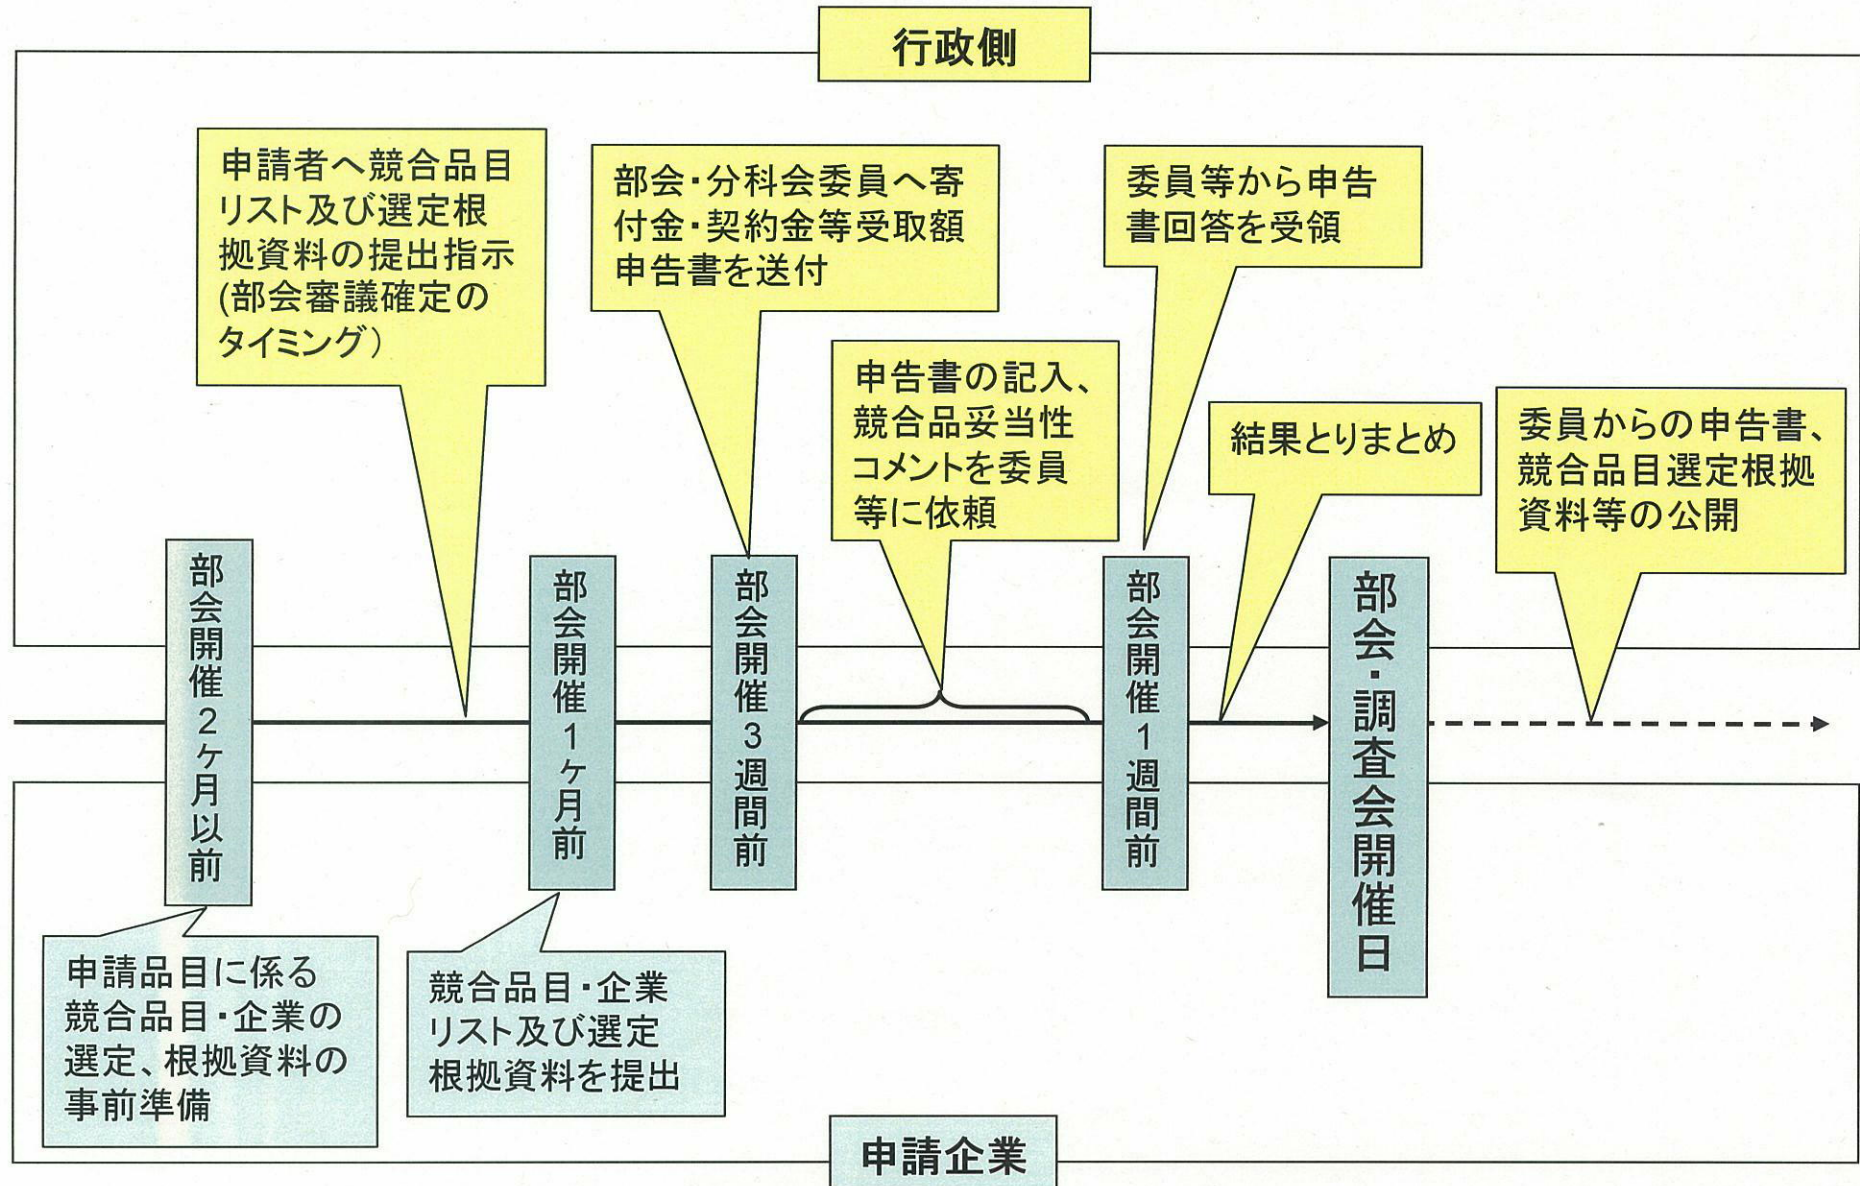 行政側
申請者へ競合品目
リスト及び選定根
拠資料の提出指示
(部会審議確定の
タイミング)
部会・分科会委員へ寄
付金・契約金等受取額
申告書を送付
委員等から申告
書回答を受領
申告書の記入、
競合品妥当性
コメントを委員
等に依頼
結果とりまとめ
委員からの申告書、
競合品目選定根拠
資料等の公開
部会開催2ヶ月以前
部会開催1ヶ月前
部会開催3週間前
部会開催1週間前
部会・調査会開催日
申請品目に係る
競合品目・企業の
選定、根拠資料の
事前準備
競合品目・企業
リスト及び選定
根拠資料を提出
申請企業